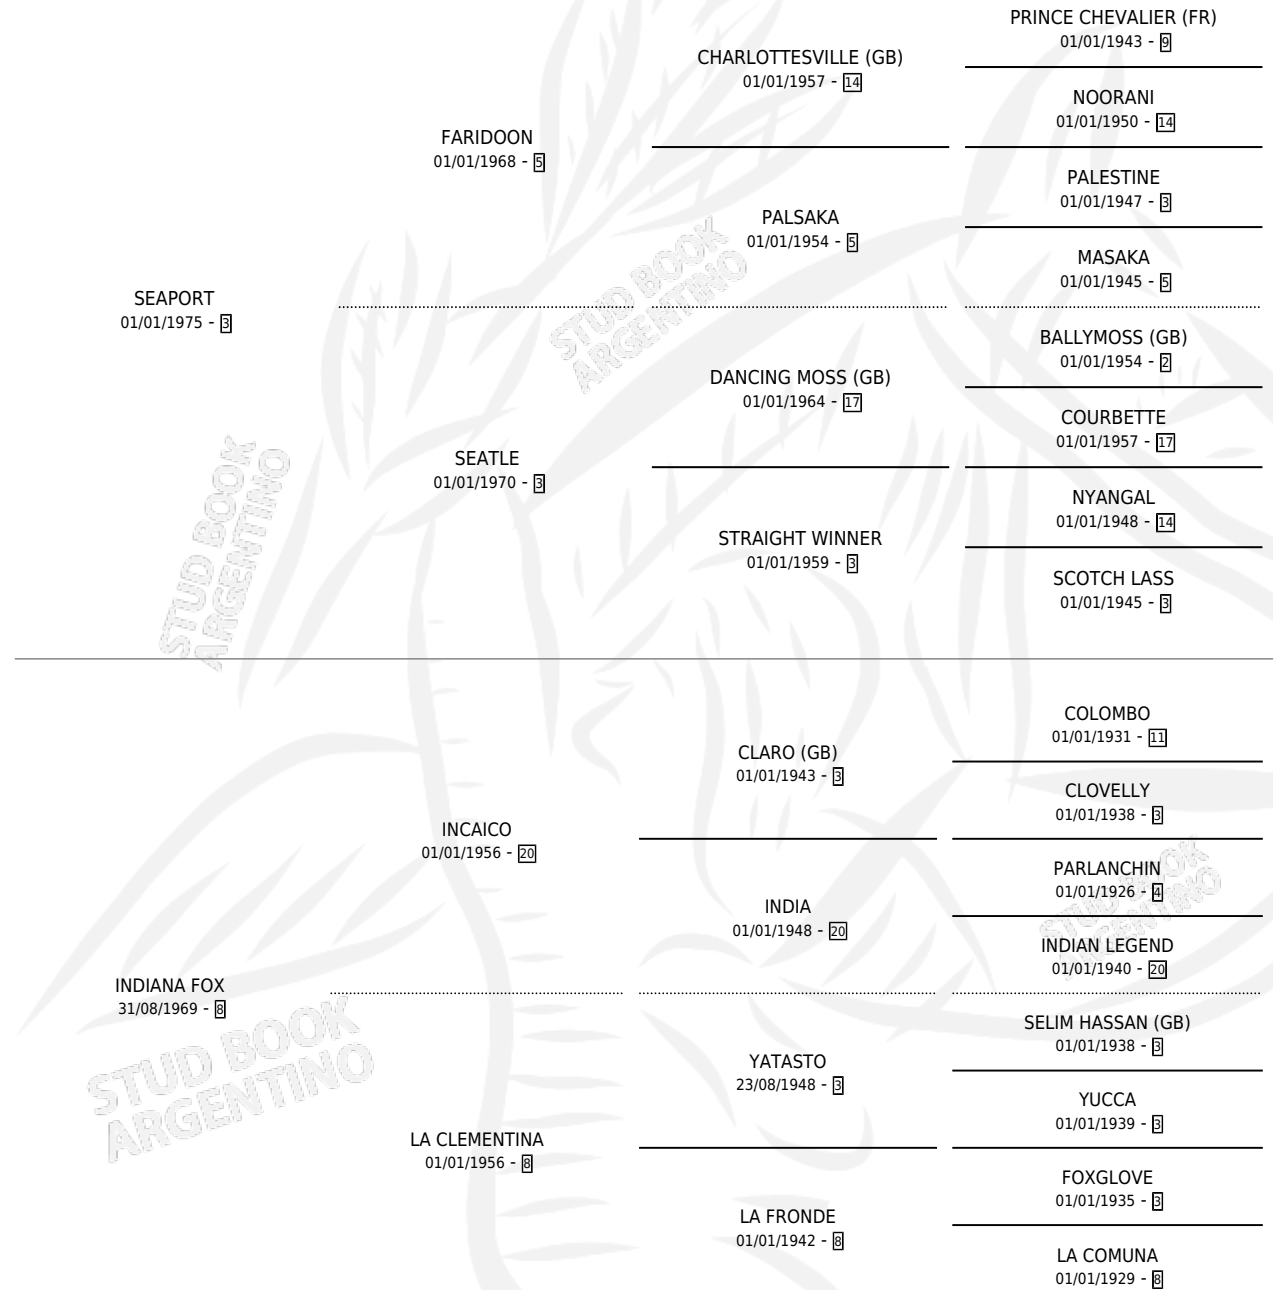 PRINCE CHEVALIER (FR)
01/01/1943 - 9
CHARLOTTESVILLE (GB)
01/01/1957 - 14
NOORANI
01/01/1950 - 14
FARIDOON
01/01/1968 - 5
PALESTINE
01/01/1947 - 3
PALSAKA
01/01/1954 - 5
MASAKA
01/01/1945 - 5
SEAPORT
01/01/1975 - 3
BALLYMOSS (GB)
01/01/1954 - 2
DANCING MOSS (GB)
01/01/1964 - 17
COURBETTE
01/01/1957 - 17
SEATLE
01/01/1970 - 3
NYANGAL
01/01/1948 - 14
STRAIGHT WINNER
01/01/1959 - 3
SCOTCH LASS
01/01/1945 - 3
COLOMBO
01/01/1931 - 11
CLARO (GB)
01/01/1943 - 3
CLOVELLY
01/01/1938 - 3
INCAICO
01/01/1956 - 20
PARLANCHIN
01/01/1926 - 4
INDIA
01/01/1948 - 20
INDIAN LEGEND
01/01/1940 - 20
INDIANA FOX
31/08/1969 - 8
SELIM HASSAN (GB)
01/01/1938 - 3
YATASTO
23/08/1948 - 3
YUCCA
01/01/1939 - 3
LA CLEMENTINA
01/01/1956 - 8
FOXGLOVE
01/01/1935 - 3
LA FRONDE
01/01/1942 - 8
LA COMUNA
01/01/1929 - 8
STUD BOOK
ARGENTINO
STUD BOOK
ARGENTINO
STUD BOOK
ARGENTINO
STUD BOOK
ARGENTINO